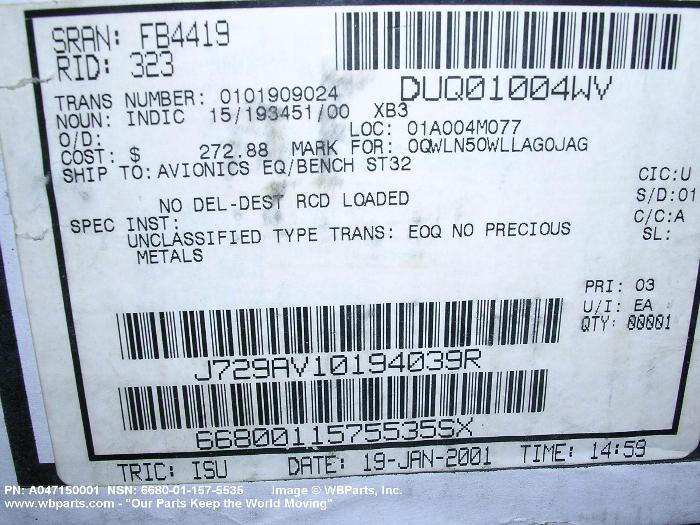 SRAN: FB4419
RID: 323
DUQ01004WV
TRANS NUMBER: 0101909024
NOUN: INDIC 15/193451/00 XB3
O/D: LOC: 01A004M077
COST: $ 272.88 MARK FOR: 0QWLN50WLLAG0JAG
SHIP TO: AVIONICS EQ/BENCH ST32
CIC:U
NO DEL-DEST RCD LOADED S/D:01
SPEC INST: C/C:A
UNCLASSIFIED TYPE TRANS: EOQ NO PRECIOUS SL:
METALS
PRI: 03
U/I: EA
QTY: 00001
J729AV10194039R
6680011575535SX
TRIC: ISU DATE: 19-JAN-2001 TIME: 14:59
PN: A047150001 NSN: 6680-01-157-5535 Image © WBParts, Inc.
www.wbparts.com - "Our Parts Keep the World Moving"